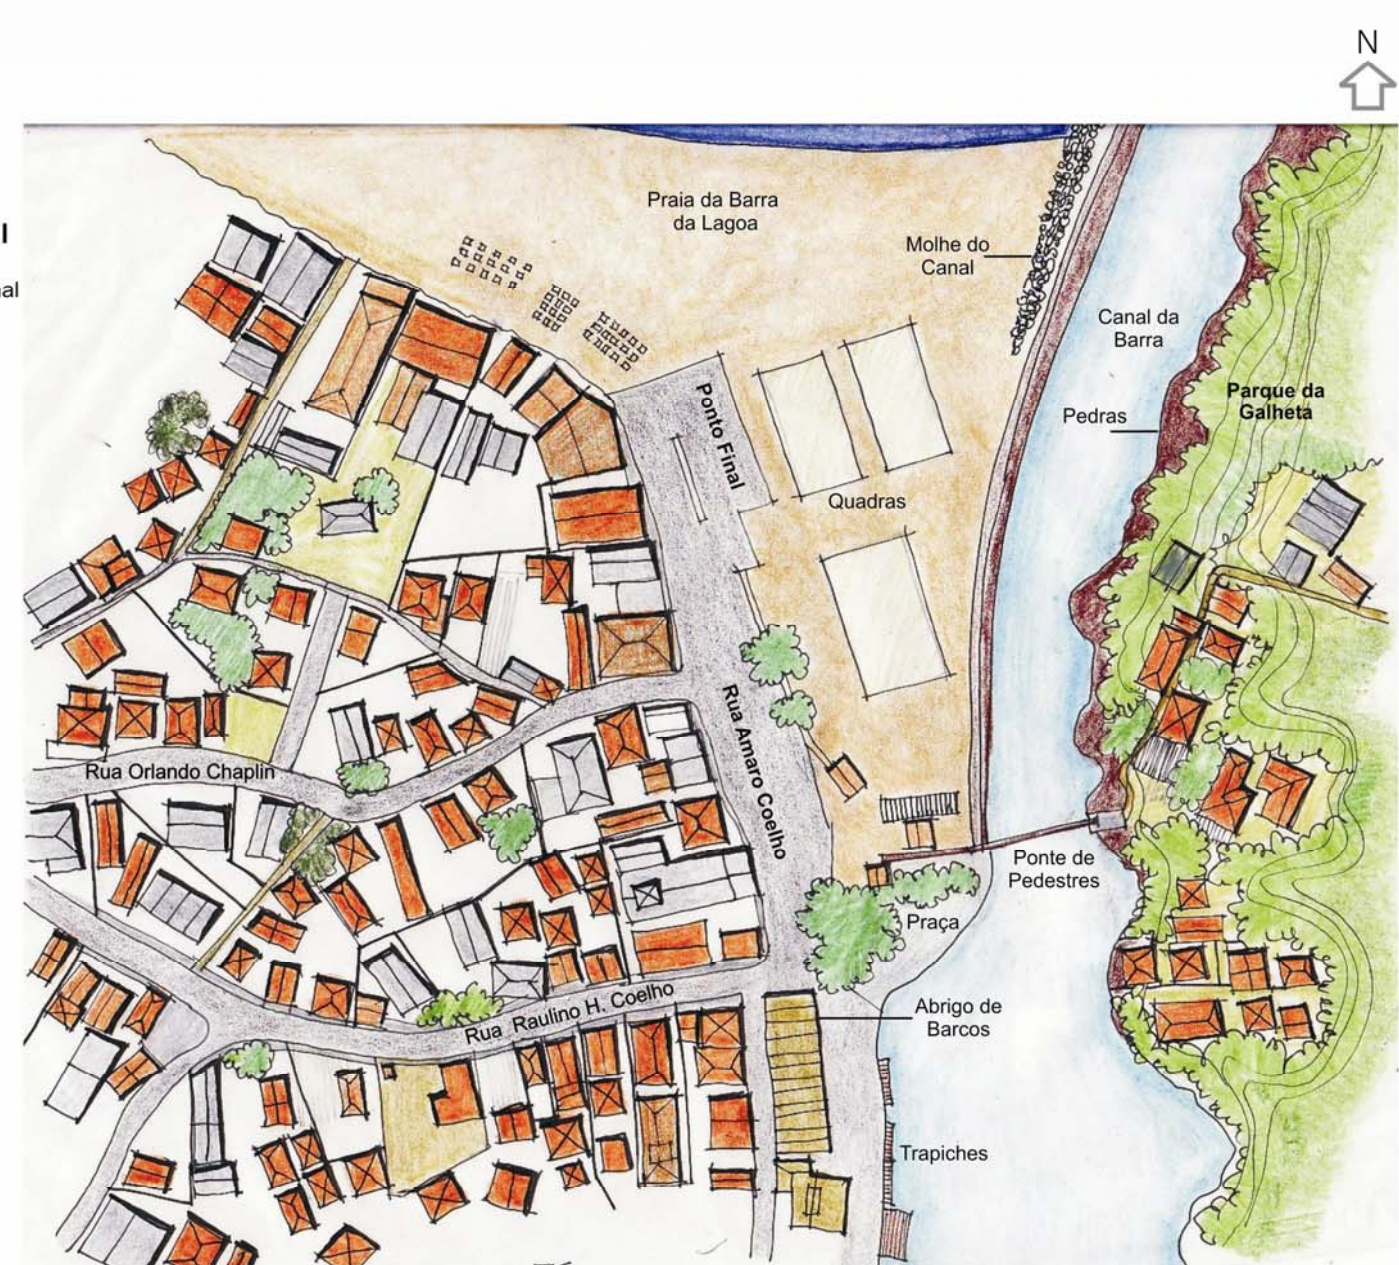 N
l
al
Praia da Barra
da Lagoa
Molhe do
Canal
Canal da
Barra
Parque da
Galheta
Pedras
Ponto Final
Quadras
Rua Amaro Coelho
Rua Orlando Chaplin
Ponte de
Pedestres
Praça
Rua Raulino H. Coelho
Abrigo de
Barcos
Trapiches